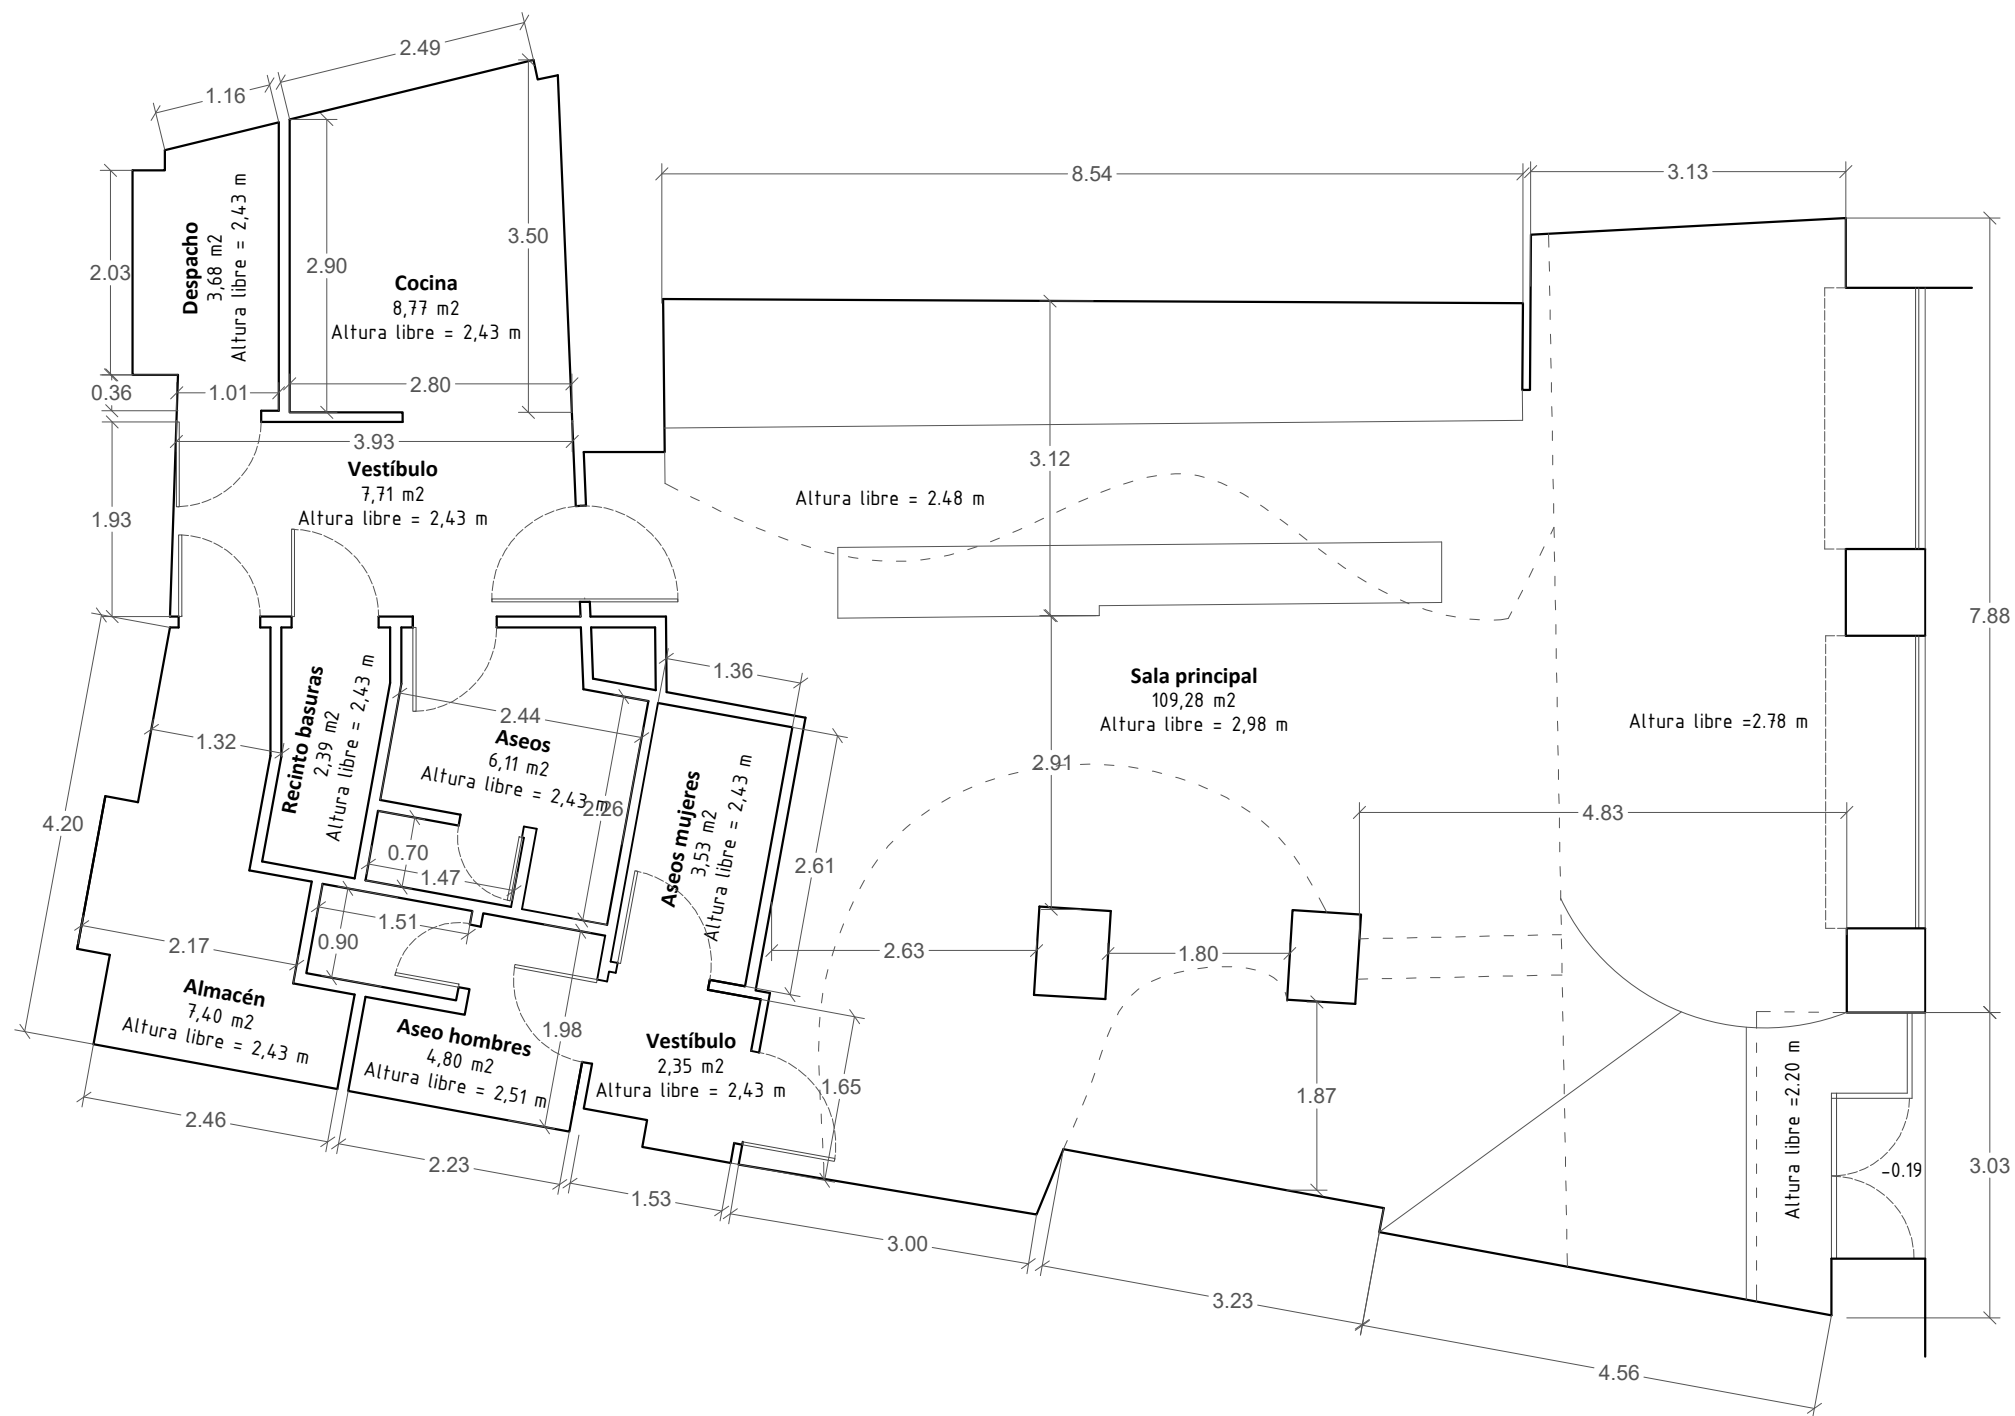 2.49
1.16
8.54
3.13
Despacho
3,68 m2
Altura libre = 2,43 m
3.50
2.90
2.03
Cocina
8,77 m2
Altura libre = 2,43 m
0.36
1.01
2.80
3.93
Vestíbulo
7,71 m2
Altura libre = 2,43 m
1.93
3.12
Altura libre = 2.48 m
7.88
Sala principal
109,28 m2
Altura libre = 2,98 m
Altura libre =2.78 m
1.36
2.44
1.32
Recinto basuras
2,39 m2
Altura libre = 2,43 m
Aseos
6,11 m2
Altura libre = 2,43 m
2.26
2.91
4.83
4.20
0.70
1.47
Aseos mujeres
3,53 m2
Altura libre = 2,43 m
2.61
1.51
0.90
2.17
2.63
1.80
Almacén
7,40 m2
Altura libre = 2,43 m
Aseo hombres
4,80 m2
Altura libre = 2,51 m
1.98
Vestíbulo
2,35 m2
Altura libre = 2,43 m
1.65
1.87
Altura libre =2.20 m
-0.19
3.03
2.46
2.23
1.53
3.00
3.23
4.56